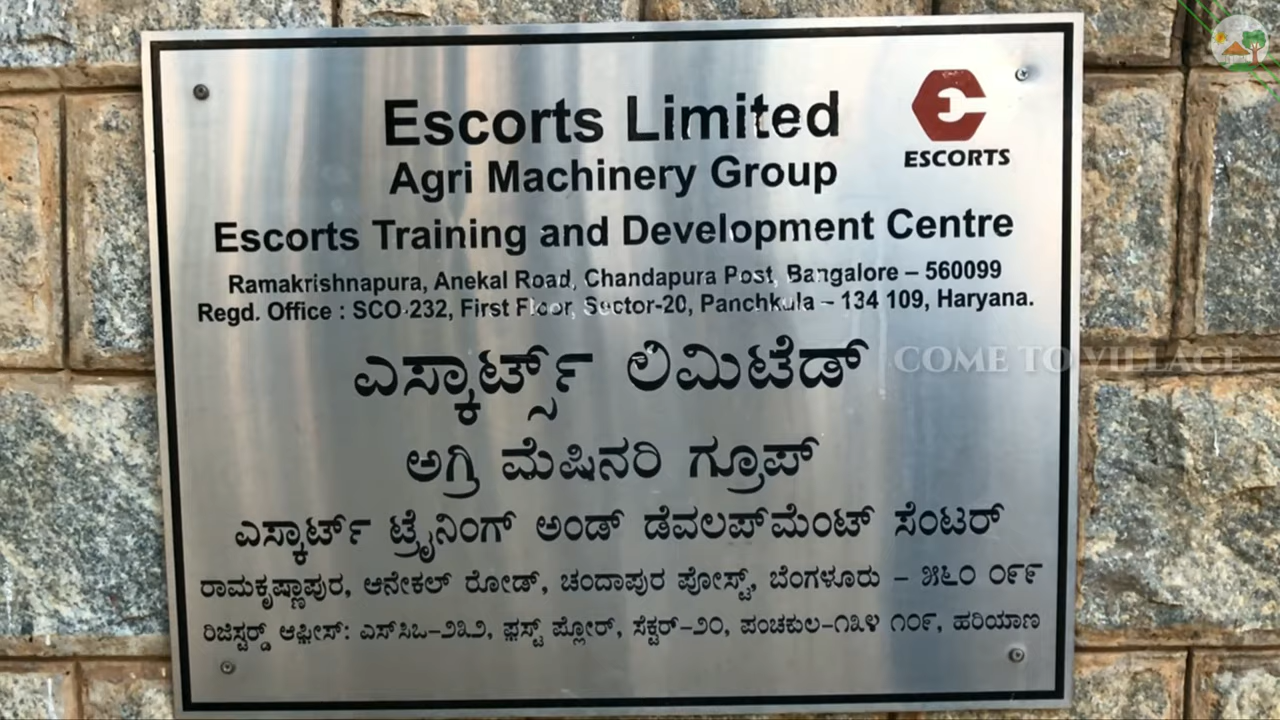 Escorts Limited
ESCORTS
Agri Machinery Group
Escorts Training and Development Centre
Ramakrishnapura, Anekal Road, Chandapura Post, Bangalore – 560099
Regd. Office : SCO-232, First Floor, Sector-20, Panchkula – 134 109, Haryana.
ಎಸ್ಕಾರ್ಟ್ಸ್ ಲಿಮಿಟೆಡ್
COME TO VILLAGE
ಅಗ್ರಿ ಮೆಷಿನರಿ ಗ್ರೂಪ್
ಎಸ್ಕಾರ್ಟ್ ಟ್ರೈನಿಂಗ್ ಅಂಡ್ ಡೆವಲಪ್‌ಮೆಂಟ್ ಸೆಂಟರ್
ರಾಮಕೃಷ್ಣಾಪುರ, ಆನೇಕಲ್ ರೋಡ್, ಚಂದಾಪುರ ಪೋಸ್ಟ್, ಬೆಂಗಳೂರು – ೫೬೦ ೦೯೯
ರಿಜಿಸ್ಟರ್ಡ್ ಆಫೀಸ್: ಎಸ್‌ಸಿಒ-೨೩೨, ಫಸ್ಟ್ ಫ್ಲೋರ್, ಸೆಕ್ಟರ್-೨೦, ಪಂಚಕುಲ-೧೩೪ ೧೦೯, ಹರಿಯಾಣ